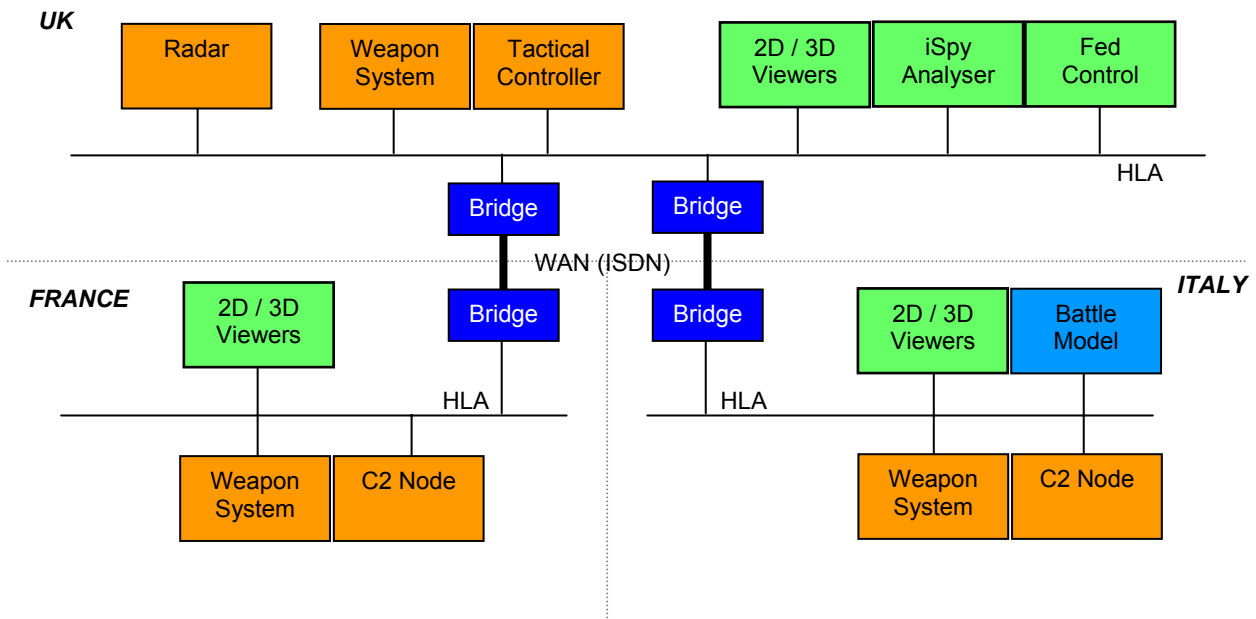 UK
Radar
Weapon
System
Tactical
Controller
2D / 3D
Viewers
iSpy
Analyser
Fed
Control
HLA
Bridge
Bridge
WAN (ISDN)
FRANCE
2D / 3D
Viewers
Bridge
Bridge
2D / 3D
Viewers
Battle
Model
ITALY
HLA
HLA
Weapon
System
C2 Node
Weapon
System
C2 Node